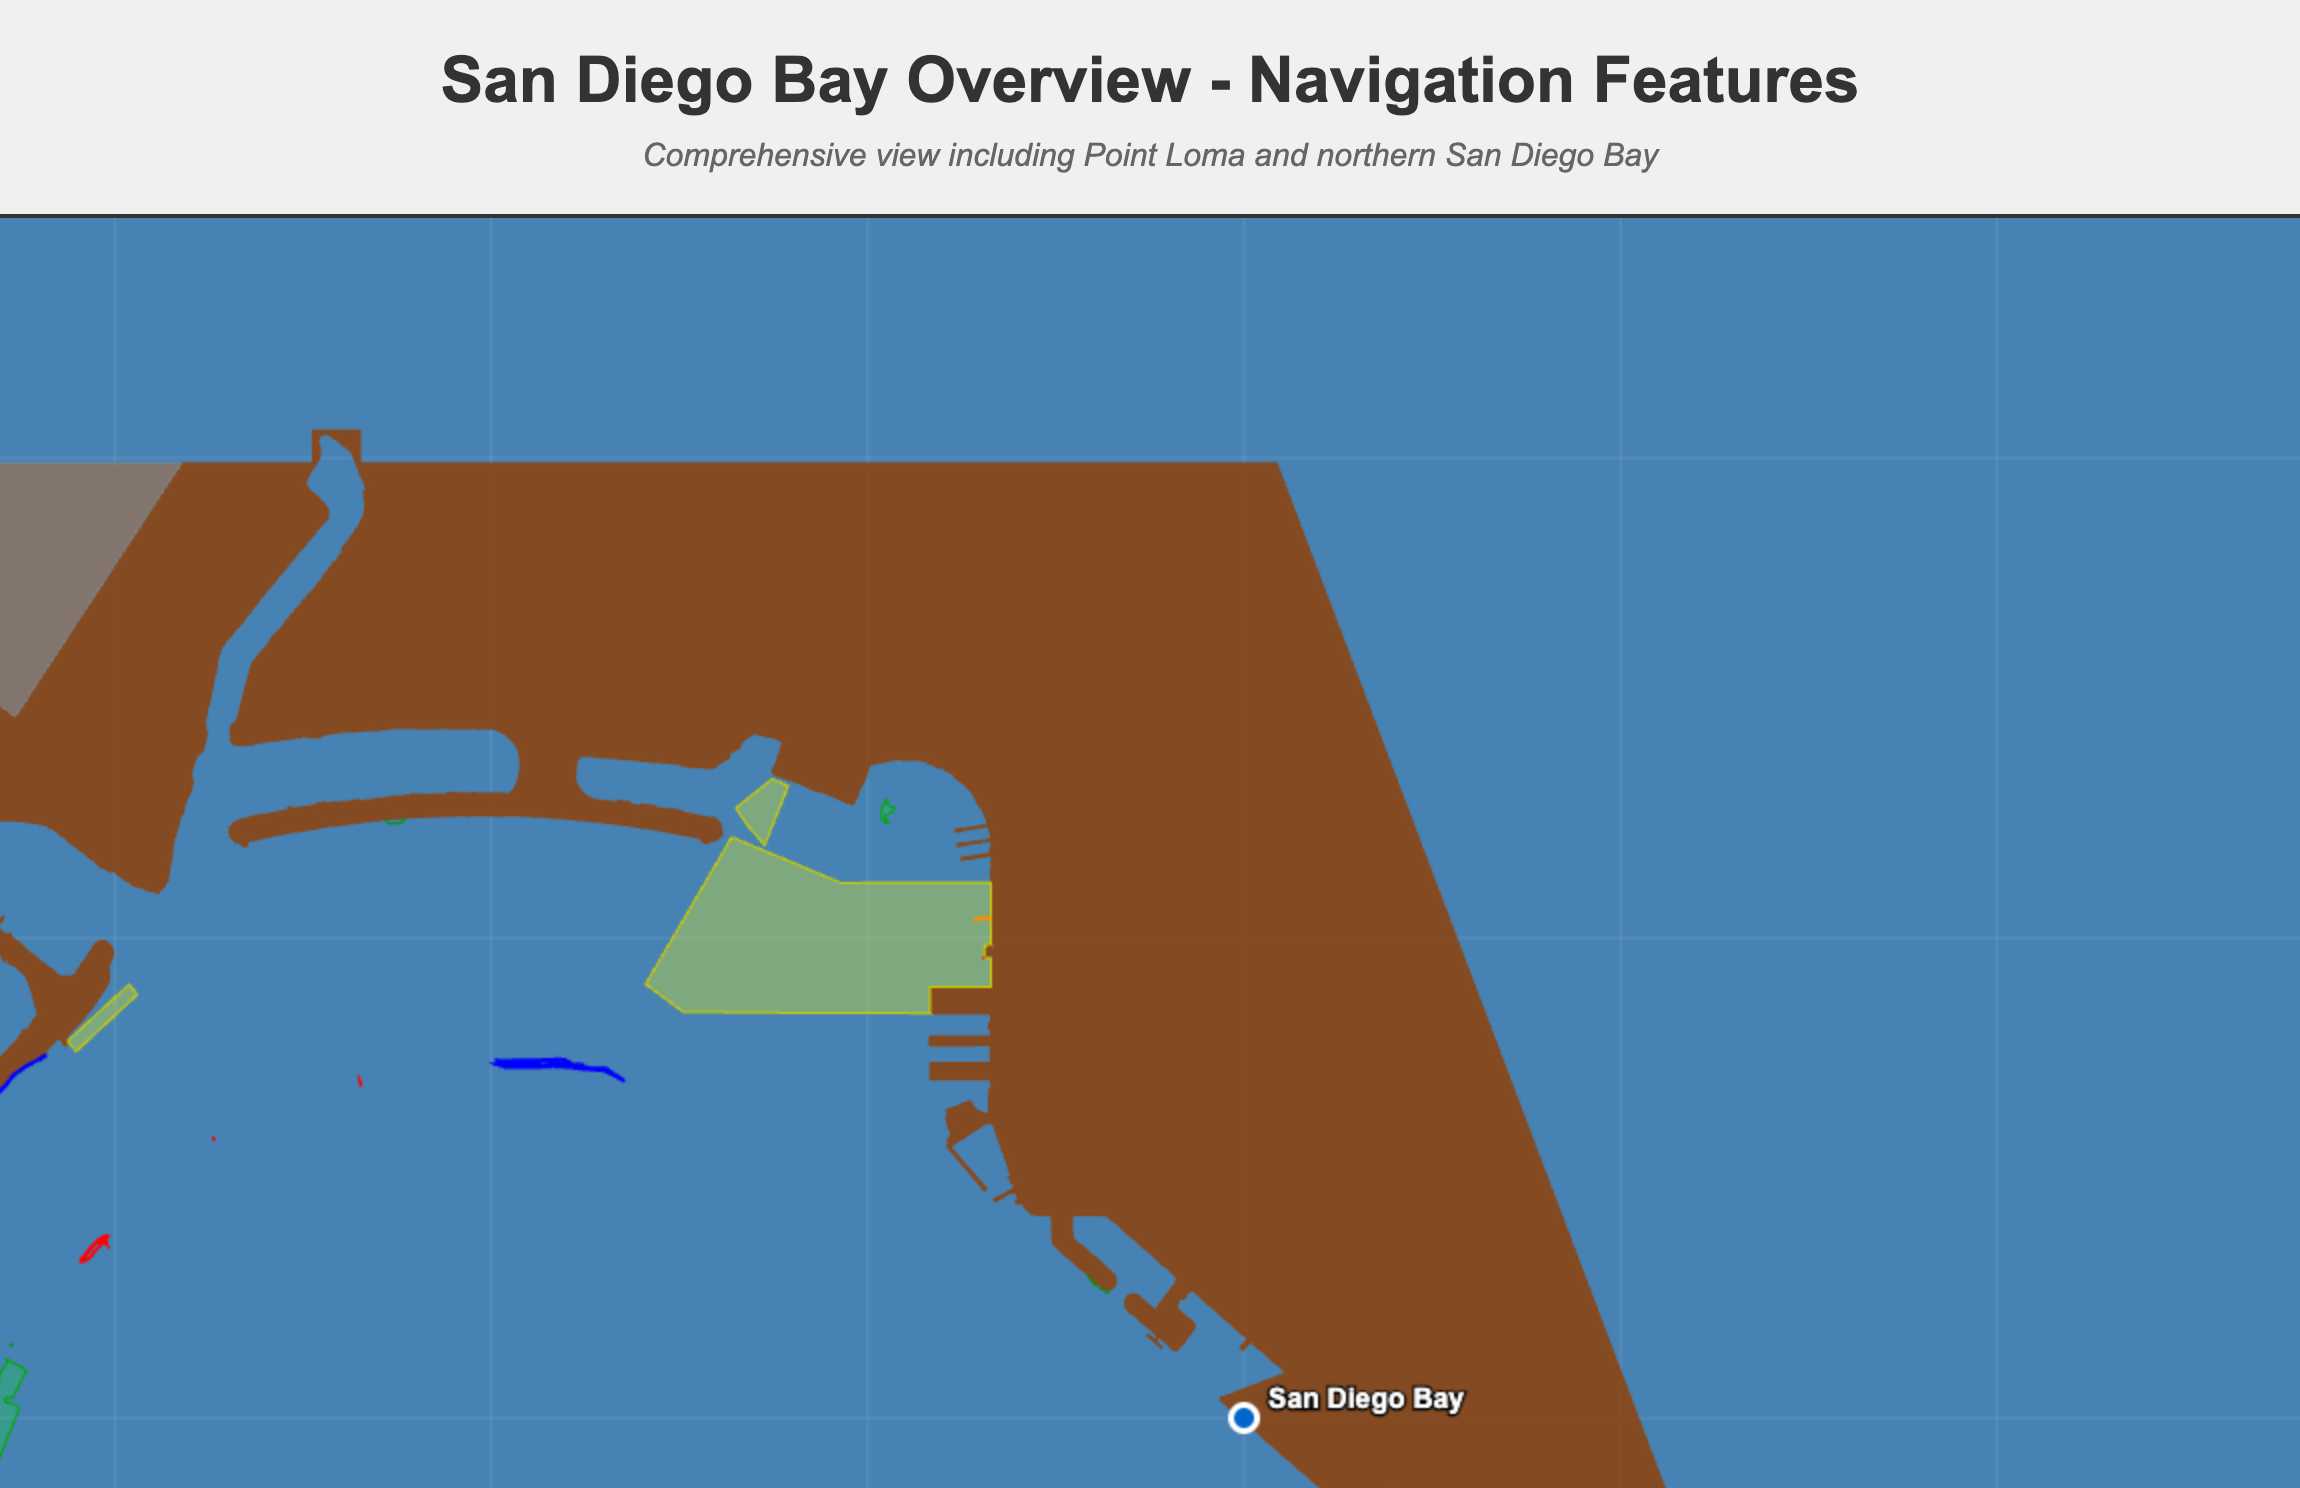 San Diego Bay Overview - Navigation Features
Comprehensive view including Point Loma and northern San Diego Bay
San Diego Bay